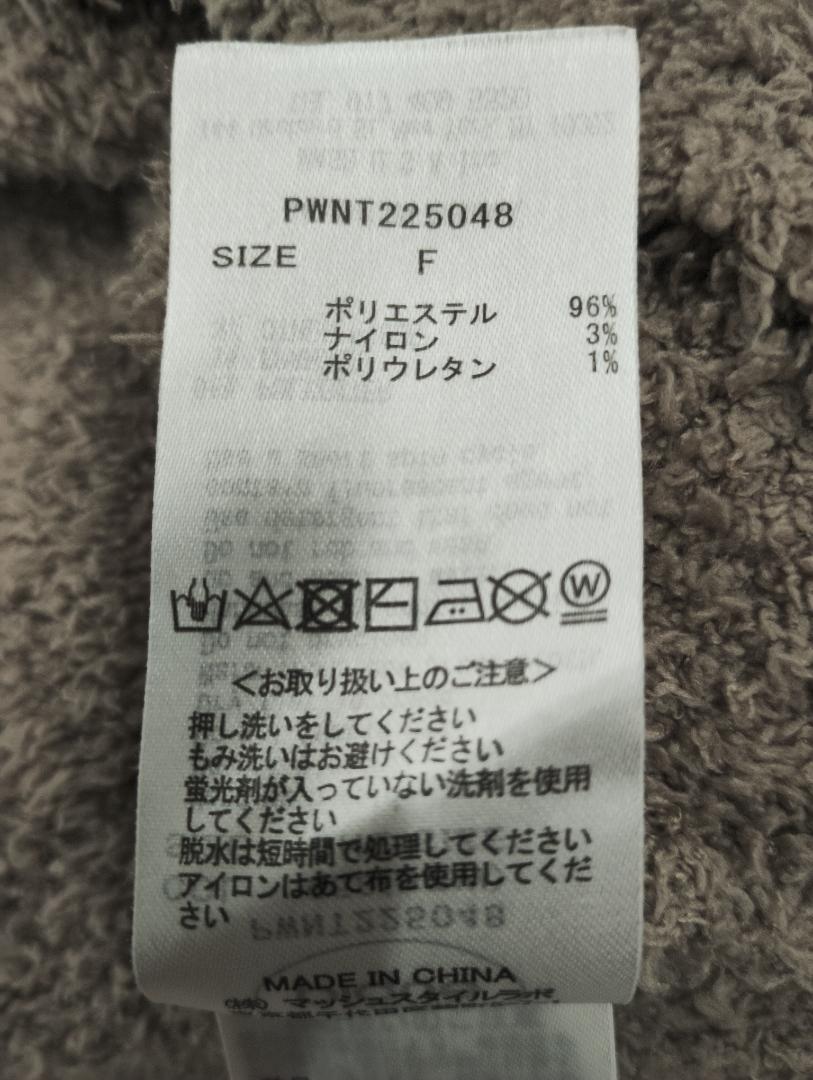 PWNT225048
SIZE F
ポリエステル 96%
ナイロン 3%
ポリウレタン 1%
W
<お取り扱い上のご注意>
押し洗いをしてください
もみ洗いはお避けください
蛍光剤が入っていない洗剤を使用
してください
脱水は短時間で処理してください
アイロンはあて布を使用してくだ
さい
MADE IN CHINA
(株) マッシュスタイルラボ